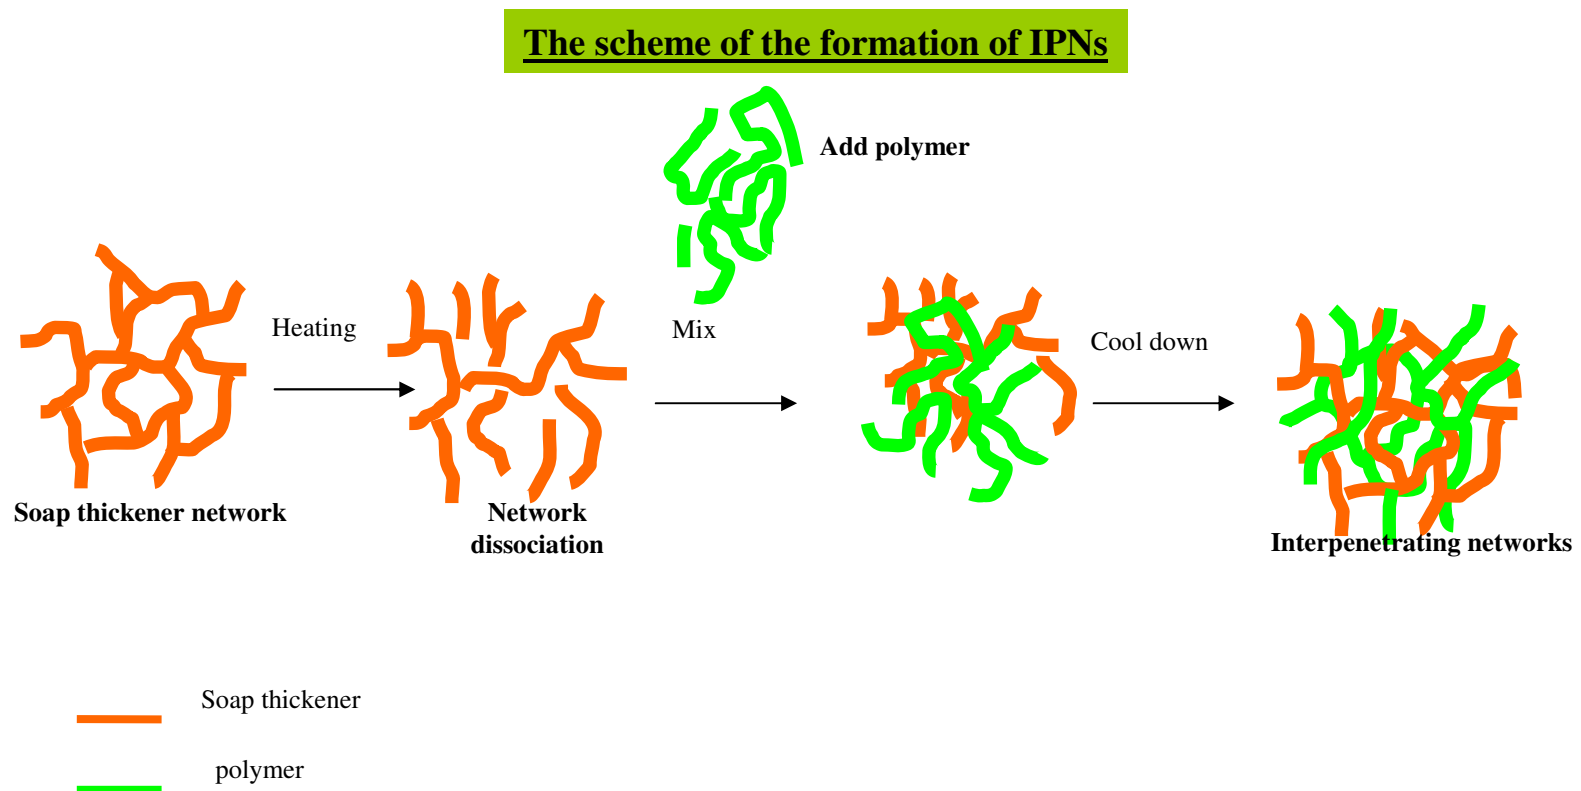 The scheme of the formation of IPNs
Add polymer
Heating
Mix
Cool down
Soap thickener network
Network
dissociation
Interpenetrating networks
Soap thickener
polymer